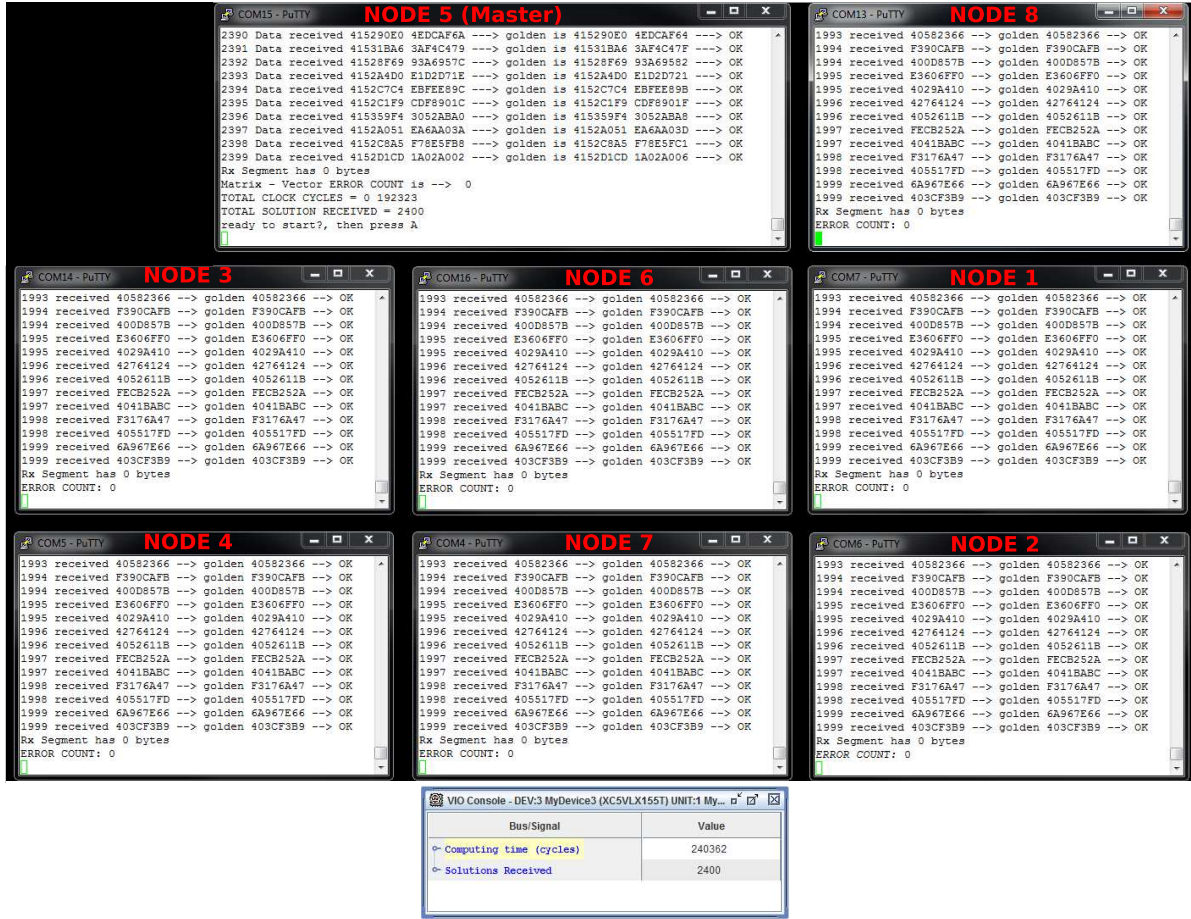 COM15 - PuTTY NODE 5 (Master)
2390 Data received 415290E0 4EDCAF6A ---> golden is 415290E0 4EDCAF64 ---> OK
2391 Data received 41531BA6 3AF4C479 ---> golden is 41531BA6 3AF4C47F ---> OK
2392 Data received 41528F69 93A6957C ---> golden is 41528F69 93A69582 ---> OK
2393 Data received 4152A4D0 E1D2D71E ---> golden is 4152A4D0 E1D2D721 ---> OK
2394 Data received 4152C7C4 EBFEE89C ---> golden is 4152C7C4 EBFEE89B ---> OK
2395 Data received 4152C1F9 CDF8901C ---> golden is 4152C1F9 CDF8901F ---> OK
2396 Data received 415359F4 3052ABA0 ---> golden is 415359F4 3052ABA8 ---> OK
2397 Data received 4152A051 EA6AA03A ---> golden is 4152A051 EA6AA03D ---> OK
2398 Data received 4152C8A5 F78E5FB8 ---> golden is 4152C8A5 F78E5FC1 ---> OK
2399 Data received 4152D1CD 1A02A002 ---> golden is 4152D1CD 1A02A006 ---> OK
Rx Segment has 0 bytes
Matrix - Vector ERROR COUNT is --> 0
TOTAL CLOCK CYCLES = 0 192323
TOTAL SOLUTION RECEIVED = 2400
ready to start?, then press A
COM13 - PuTTY NODE 8
1993 received 40582366 --> golden 40582366 --> OK
1994 received F390CAFB --> golden F390CAFB --> OK
1994 received 400D857B --> golden 400D857B --> OK
1995 received E3606FF0 --> golden E3606FF0 --> OK
1995 received 4029A410 --> golden 4029A410 --> OK
1996 received 42764124 --> golden 42764124 --> OK
1996 received 4052611B --> golden 4052611B --> OK
1997 received FECB252A --> golden FECB252A --> OK
1997 received 4041BABC --> golden 4041BABC --> OK
1998 received F3176A47 --> golden F3176A47 --> OK
1998 received 405517FD --> golden 405517FD --> OK
1999 received 6A967E66 --> golden 6A967E66 --> OK
1999 received 403CF3B9 --> golden 403CF3B9 --> OK
Rx Segment has 0 bytes
ERROR COUNT: 0
COM14 - PuTTY NODE 3
1993 received 40582366 --> golden 40582366 --> OK
1994 received F390CAFB --> golden F390CAFB --> OK
1994 received 400D857B --> golden 400D857B --> OK
1995 received E3606FF0 --> golden E3606FF0 --> OK
1995 received 4029A410 --> golden 4029A410 --> OK
1996 received 42764124 --> golden 42764124 --> OK
1996 received 4052611B --> golden 4052611B --> OK
1997 received FECB252A --> golden FECB252A --> OK
1997 received 4041BABC --> golden 4041BABC --> OK
1998 received F3176A47 --> golden F3176A47 --> OK
1998 received 405517FD --> golden 405517FD --> OK
1999 received 6A967E66 --> golden 6A967E66 --> OK
1999 received 403CF3B9 --> golden 403CF3B9 --> OK
Rx Segment has 0 bytes
ERROR COUNT: 0
COM16 - PuTTY NODE 6
1993 received 40582366 --> golden 40582366 --> OK
1994 received F390CAFB --> golden F390CAFB --> OK
1994 received 400D857B --> golden 400D857B --> OK
1995 received E3606FF0 --> golden E3606FF0 --> OK
1995 received 4029A410 --> golden 4029A410 --> OK
1996 received 42764124 --> golden 42764124 --> OK
1996 received 4052611B --> golden 4052611B --> OK
1997 received FECB252A --> golden FECB252A --> OK
1997 received 4041BABC --> golden 4041BABC --> OK
1998 received F3176A47 --> golden F3176A47 --> OK
1998 received 405517FD --> golden 405517FD --> OK
1999 received 6A967E66 --> golden 6A967E66 --> OK
1999 received 403CF3B9 --> golden 403CF3B9 --> OK
Rx Segment has 0 bytes
ERROR COUNT: 0
COM7 - PuTTY NODE 1
1993 received 40582366 --> golden 40582366 --> OK
1994 received F390CAFB --> golden F390CAFB --> OK
1994 received 400D857B --> golden 400D857B --> OK
1995 received E3606FF0 --> golden E3606FF0 --> OK
1995 received 4029A410 --> golden 4029A410 --> OK
1996 received 42764124 --> golden 42764124 --> OK
1996 received 4052611B --> golden 4052611B --> OK
1997 received FECB252A --> golden FECB252A --> OK
1997 received 4041BABC --> golden 4041BABC --> OK
1998 received F3176A47 --> golden F3176A47 --> OK
1998 received 405517FD --> golden 405517FD --> OK
1999 received 6A967E66 --> golden 6A967E66 --> OK
1999 received 403CF3B9 --> golden 403CF3B9 --> OK
Rx Segment has 0 bytes
ERROR COUNT: 0
COM5 - PuTTY NODE 4
1993 received 40582366 --> golden 40582366 --> OK
1994 received F390CAFB --> golden F390CAFB --> OK
1994 received 400D857B --> golden 400D857B --> OK
1995 received E3606FF0 --> golden E3606FF0 --> OK
1995 received 4029A410 --> golden 4029A410 --> OK
1996 received 42764124 --> golden 42764124 --> OK
1996 received 4052611B --> golden 4052611B --> OK
1997 received FECB252A --> golden FECB252A --> OK
1997 received 4041BABC --> golden 4041BABC --> OK
1998 received F3176A47 --> golden F3176A47 --> OK
1998 received 405517FD --> golden 405517FD --> OK
1999 received 6A967E66 --> golden 6A967E66 --> OK
1999 received 403CF3B9 --> golden 403CF3B9 --> OK
Rx Segment has 0 bytes
ERROR COUNT: 0
COM4 - PuTTY NODE 7
1993 received 40582366 --> golden 40582366 --> OK
1994 received F390CAFB --> golden F390CAFB --> OK
1994 received 400D857B --> golden 400D857B --> OK
1995 received E3606FF0 --> golden E3606FF0 --> OK
1995 received 4029A410 --> golden 4029A410 --> OK
1996 received 42764124 --> golden 42764124 --> OK
1996 received 4052611B --> golden 4052611B --> OK
1997 received FECB252A --> golden FECB252A --> OK
1997 received 4041BABC --> golden 4041BABC --> OK
1998 received F3176A47 --> golden F3176A47 --> OK
1998 received 405517FD --> golden 405517FD --> OK
1999 received 6A967E66 --> golden 6A967E66 --> OK
1999 received 403CF3B9 --> golden 403CF3B9 --> OK
Rx Segment has 0 bytes
ERROR COUNT: 0
COM6 - PuTTY NODE 2
1993 received 40582366 --> golden 40582366 --> OK
1994 received F390CAFB --> golden F390CAFB --> OK
1994 received 400D857B --> golden 400D857B --> OK
1995 received E3606FF0 --> golden E3606FF0 --> OK
1995 received 4029A410 --> golden 4029A410 --> OK
1996 received 42764124 --> golden 42764124 --> OK
1996 received 4052611B --> golden 4052611B --> OK
1997 received FECB252A --> golden FECB252A --> OK
1997 received 4041BABC --> golden 4041BABC --> OK
1998 received F3176A47 --> golden F3176A47 --> OK
1998 received 405517FD --> golden 405517FD --> OK
1999 received 6A967E66 --> golden 6A967E66 --> OK
1999 received 403CF3B9 --> golden 403CF3B9 --> OK
Rx Segment has 0 bytes
ERROR COUNT: 0
VIO Console - DEV:3 MyDevice3 (XC5VLX155T) UNIT:1 My...
Bus/Signal Value
Computing time (cycles) 240362
Solutions Received 2400